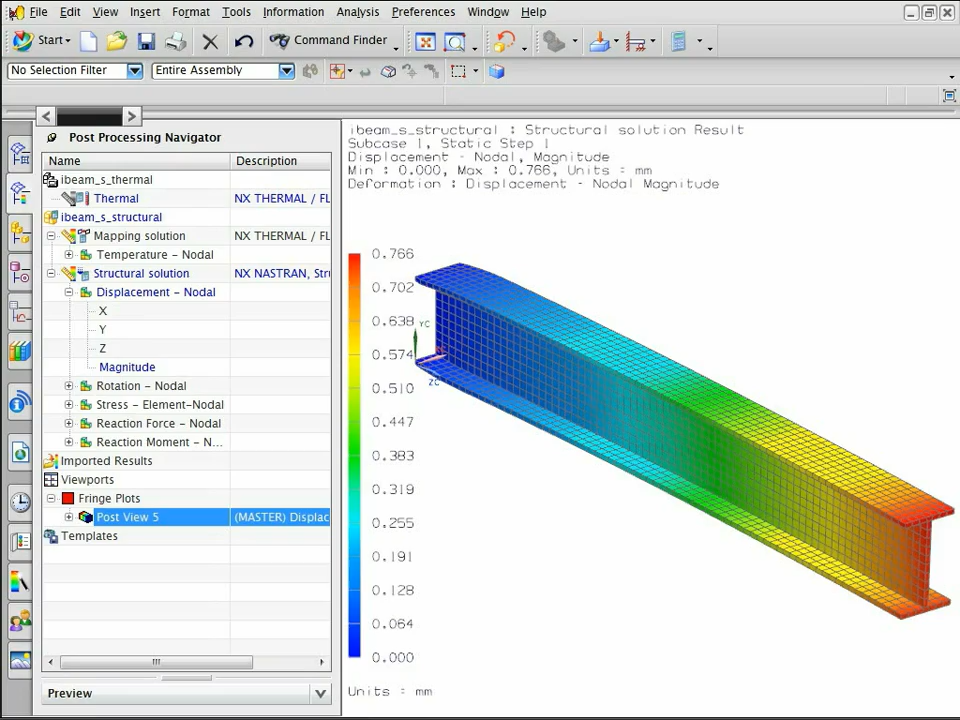 File Edit View Insert Format Tools Information Analysis Preferences Window Help
Start Command Finder
No Selection Filter Entire Assembly
Post Processing Navigator
Name Description
ibeam_s_thermal
Thermal NX THERMAL / FL
ibeam_s_structural
Mapping solution NX THERMAL / FL
Temperature - Nodal
Structural solution NX NASTRAN, Str
Displacement - Nodal
X
Y
Z
Magnitude
Rotation - Nodal
Stress - Element-Nodal
Reaction Force - Nodal
Reaction Moment - N...
Imported Results
Viewports
Fringe Plots
Post View 5 (MASTER) Displac
Templates
Preview
ibeam_s_structural : Structural solution Result
Subcase 1, Static Step 1
Displacement - Nodal, Magnitude
Min : 0.000, Max : 0.766, Units = mm
Deformation : Displacement - Nodal Magnitude
0.766
0.702
0.638
0.574
0.510
0.447
0.383
0.319
0.255
0.191
0.128
0.064
0.000
Units = mm
YC
ZC